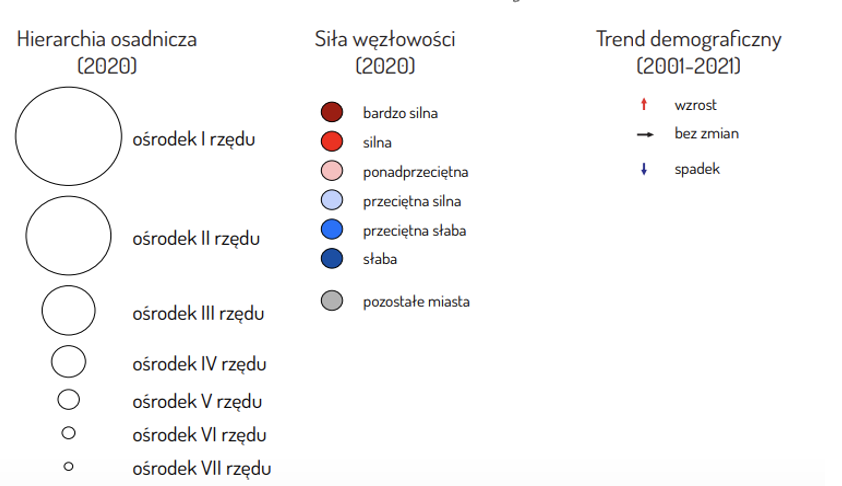 Hierarchia osadnicza
(2020)
ośrodek I rzędu
ośrodek II rzędu
ośrodek III rzędu
ośrodek IV rzędu
ośrodek V rzędu
ośrodek VI rzędu
ośrodek VII rzędu
Siła węzłowości
(2020)
bardzo silna
silna
ponadprzeciętna
przeciętna silna
przeciętna słaba
słaba
pozostałe miasta
Trend demograficzny
(2001-2021)
wzrost
bez zmian
spadek